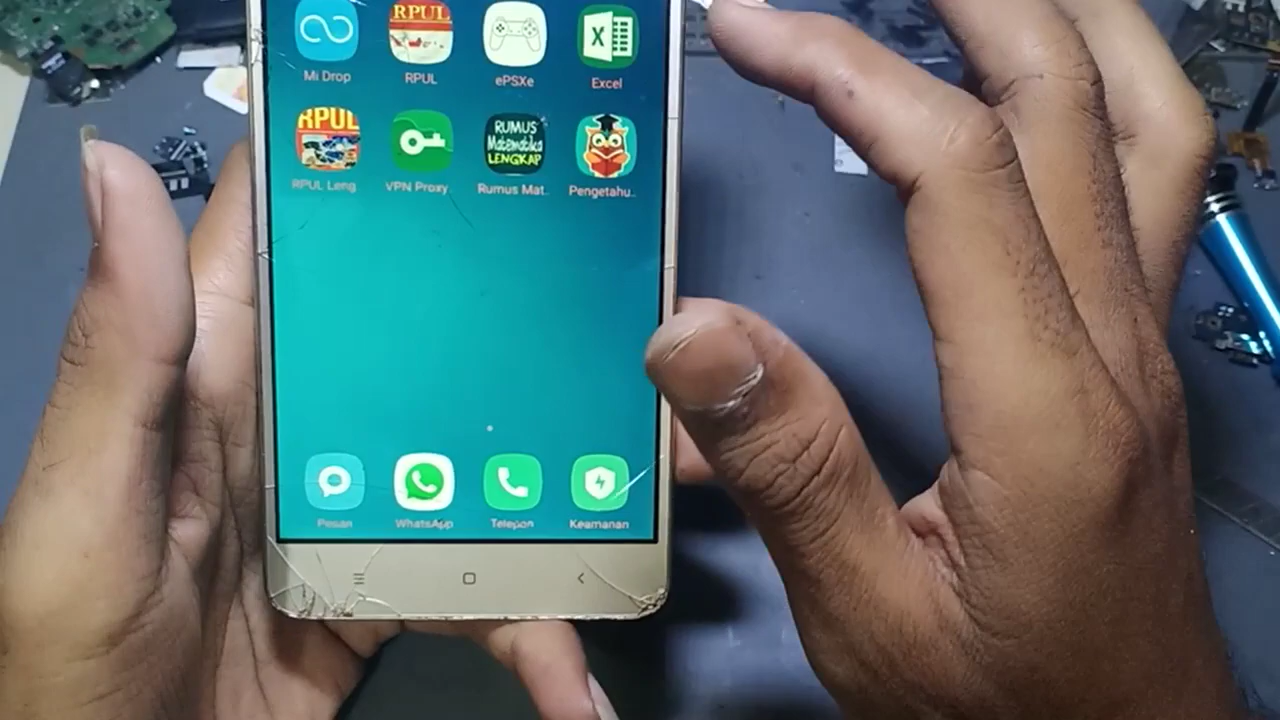 RPUL
Mi Drop
RPUL
ePSXe
Excel
RPUL
RUMUS
Matematika
LENGKAP
RPUL Leng
VPN Proxy
Rumus Mat..
Pengetahu..
Pesan
WhatsApp
Telepon
Keamanan